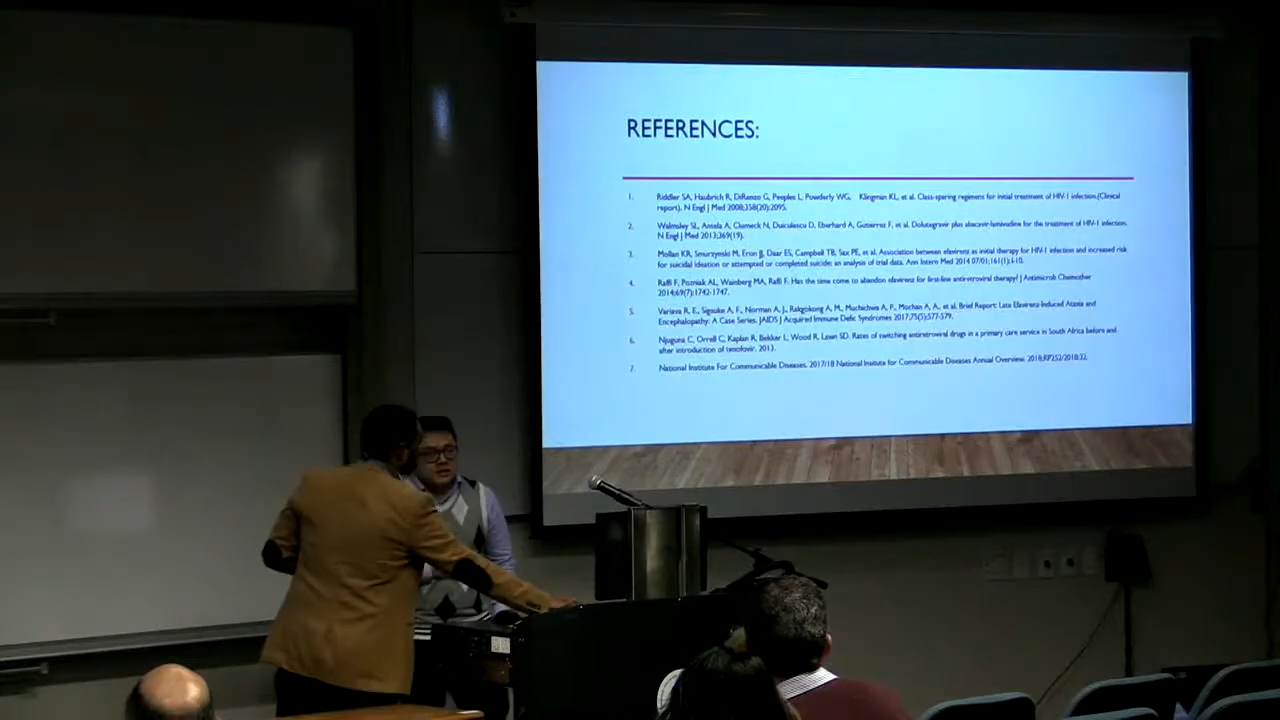 REFERENCES:
1. Riddler SA, Haubrich R, DiRienzo G, Peeples L, Powderly WG, Klingman KL, et al. Class-sparing regimens for initial treatment of HIV-1 infection.(Clinical
report). N Engl J Med 2008;358(20):2095.
2. Walmsley SL, Antela A, Clumeck N, Duiculescu D, Eberhard A, Gutierrez F, et al. Dolutegravir plus abacavir-lamivudine for the treatment of HIV-1 infection.
N Engl J Med 2013;369(19).
3. Mollan KR, Smurzynski M, Eron JJ, Daar ES, Campbell TB, Sax PE, et al. Association between efavirenz as initial therapy for HIV-1 infection and increased risk
for suicidal ideation or attempted or completed suicide: an analysis of trial data. Ann Intern Med 2014 07/01;161(1):1-10.
4. Raffi F, Pozniak AL, Wainberg MA, Raffi F. Has the time come to abandon efavirenz for first-line antiretroviral therapy? J Antimicrob Chemother
2014;69(7):1742-1747.
5. Variava R, E., Sigauke A, F., Norman A, J., Rakgokong A, M., Muchichwa A, P., Mochan A, A., et al. Brief Report: Late Efavirenz-Induced Ataxia and
Encephalopathy: A Case Series. JAIDS J Acquired Immune Defic Syndromes 2017;75(5):577-579.
6. Njuguna C, Orrell C, Kaplan R, Bekker L, Wood R, Lawn SD. Rates of switching antiretroviral drugs in a primary care service in South Africa before and
after introduction of tenofovir. 2013.
7. National Institute For Communicable Diseases. 2017/18 National Insitute for Communicable Diseases Annual Overview. 2018;RP252/2018:32.